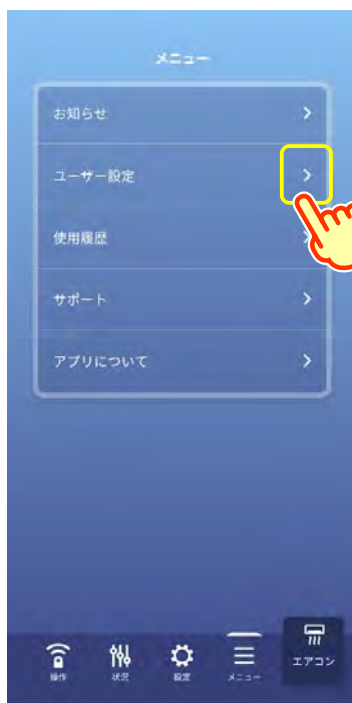 メニュー
お知らせ
ユーザー設定
使用履歴
サポート
アプリについて
操作
状況
設定
メニュー
エアコン